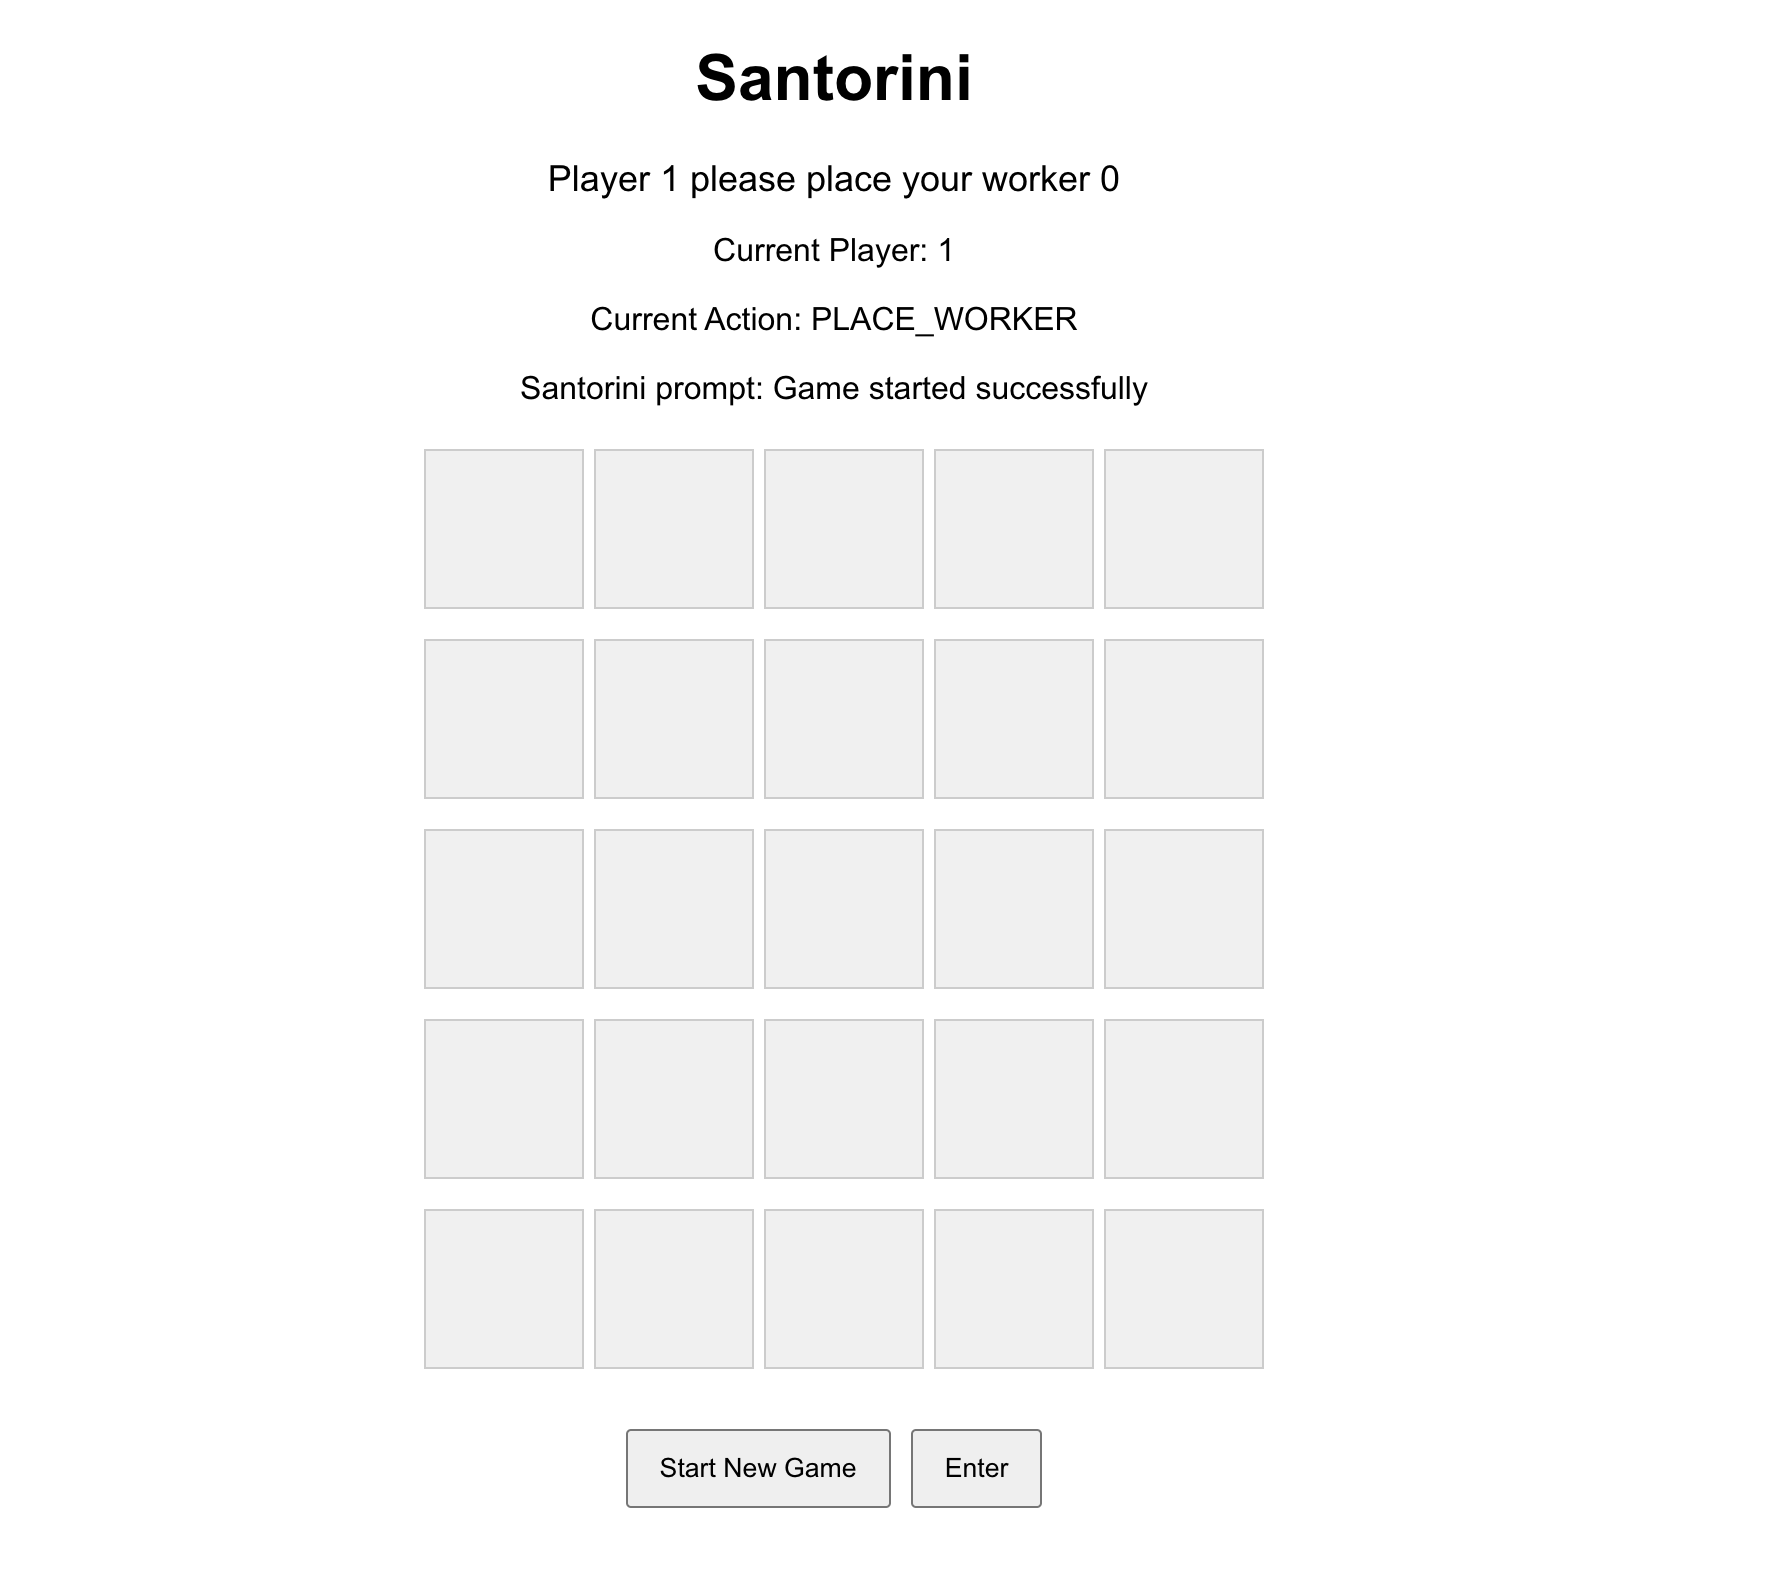 Santorini
Player 1 please place your worker 0
Current Player: 1
Current Action: PLACE_WORKER
Santorini prompt: Game started successfully
Start New Game
Enter